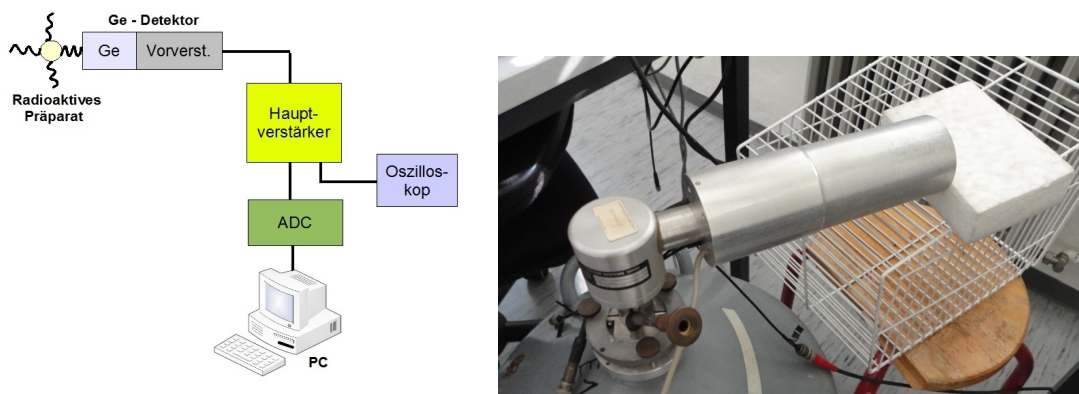 Ge - Detektor
Ge
Vorverst.
Radioaktives
Präparat
Haupt-
verstärker
Oszillos-
kop
ADC
PC